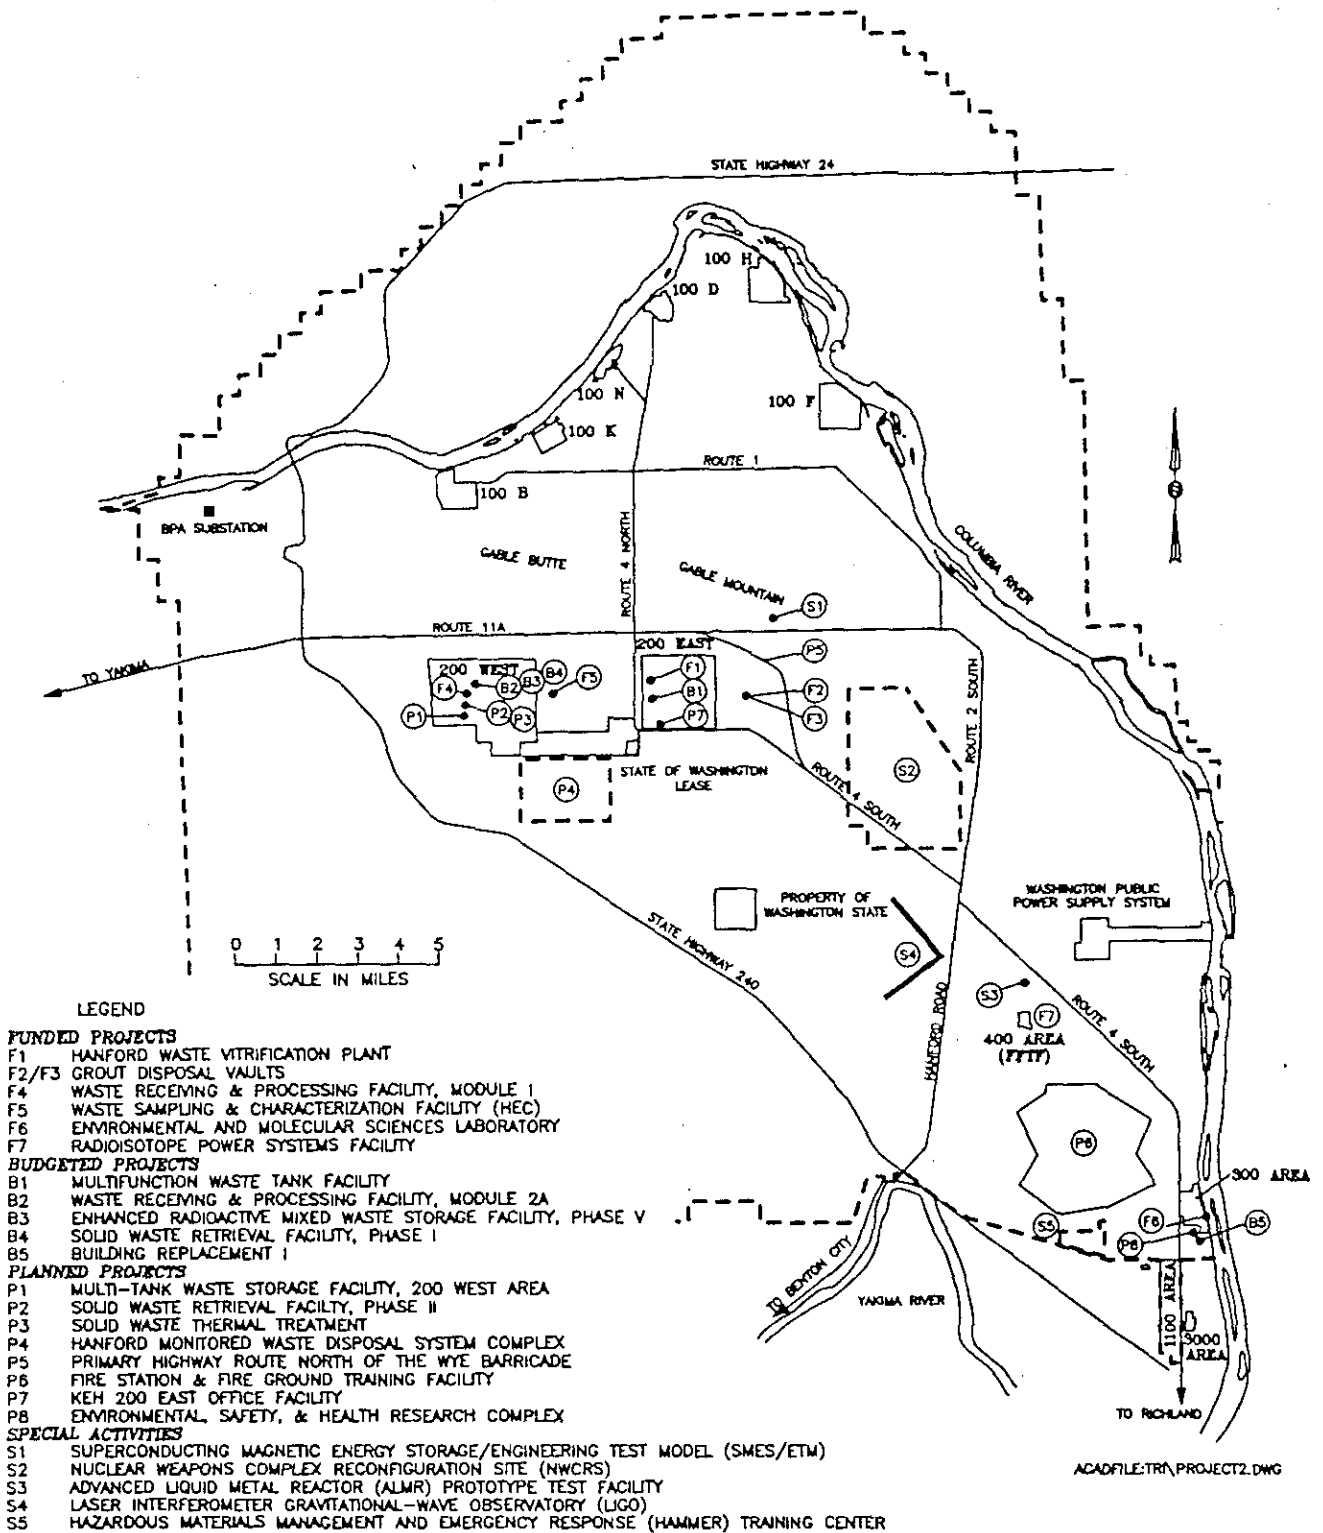 STATE HIGHWAY 24
100 H
100 D
100 N
100 F
100 K
ROUTE 1
100 B
BPA SUBSTATION
GABLE BUTTE
ROUTE 4 NORTH
GABLE MOUNTAIN
COLUMBIA RIVER
S1
ROUTE 11A
TO YAKIMA
200 WEST
200 EAST
P5
F4
B2
B3
B4
F5
F1
F2
B1
P1
P2
P3
P7
F3
ROUTE 2 SOUTH
S2
P4
STATE OF WASHINGTON
LEASE
ROUTE 4 SOUTH
PROPERTY OF
WASHINGTON STATE
WASHINGTON PUBLIC
POWER SUPPLY SYSTEM
STATE HIGHWAY 240
S4
0 1 2 3 4 5
SCALE IN MILES
S3
F7
400 AREA
(FFTF)
HANFORD ROAD
ROUTE 4 SOUTH
P6
300 AREA
S5
F6
P8
B5
TO BENTON CITY
YAKIMA RIVER
1100 AREA
3000
AREA
TO RICHLAND
LEGEND
FUNDED PROJECTS
F1 HANFORD WASTE VITRIFICATION PLANT
F2/F3 GROUT DISPOSAL VAULTS
F4 WASTE RECEIVING & PROCESSING FACILITY, MODULE 1
F5 WASTE SAMPLING & CHARACTERIZATION FACILITY (HEC)
F6 ENVIRONMENTAL AND MOLECULAR SCIENCES LABORATORY
F7 RADIOISOTOPE POWER SYSTEMS FACILITY
BUDGETED PROJECTS
B1 MULTIFUNCTION WASTE TANK FACILITY
B2 WASTE RECEIVING & PROCESSING FACILITY, MODULE 2A
B3 ENHANCED RADIOACTIVE MIXED WASTE STORAGE FACILITY, PHASE V
B4 SOLID WASTE RETRIEVAL FACILITY, PHASE I
B5 BUILDING REPLACEMENT I
PLANNED PROJECTS
P1 MULTI-TANK WASTE STORAGE FACILITY, 200 WEST AREA
P2 SOLID WASTE RETRIEVAL FACILTY, PHASE II
P3 SOLID WASTE THERMAL TREATMENT
P4 HANFORD MONITORED WASTE DISPOSAL SYSTEM COMPLEX
P5 PRIMARY HIGHWAY ROUTE NORTH OF THE WYE BARRICADE
P6 FIRE STATION & FIRE GROUND TRAINING FACILITY
P7 KEH 200 EAST OFFICE FACILITY
P8 ENVIRONMENTAL, SAFETY, & HEALTH RESEARCH COMPLEX
SPECIAL ACTIVITIES
S1 SUPERCONDUCTING MAGNETIC ENERGY STORAGE/ENGINEERING TEST MODEL (SMES/ETM)
S2 NUCLEAR WEAPONS COMPLEX RECONFIGURATION SITE (NWCRS)
S3 ADVANCED LIQUID METAL REACTOR (ALMR) PROTOTYPE TEST FACILITY
S4 LASER INTERFEROMETER GRAVITATIONAL-WAVE OBSERVATORY (LIGO)
S5 HAZARDOUS MATERIALS MANAGEMENT AND EMERGENCY RESPONSE (HAMMER) TRAINING CENTER
ACADFILE:TRI\PROJECT2.DWG